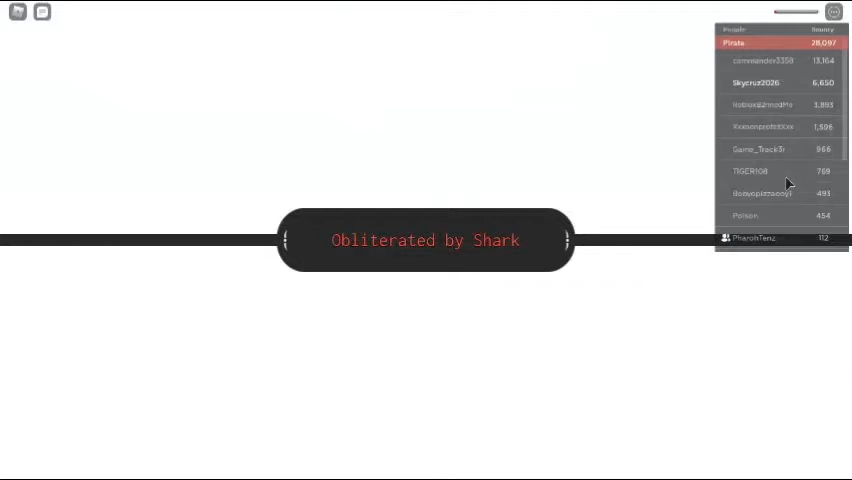 People Bounty
Pirate 28,097
commander3358 13,164
Skycruz2026 6,650
3,893
1,596
Game_Track3r 966
TIGER108 769
493
Poison 454
PharohTenz 112
Obliterated by Shark